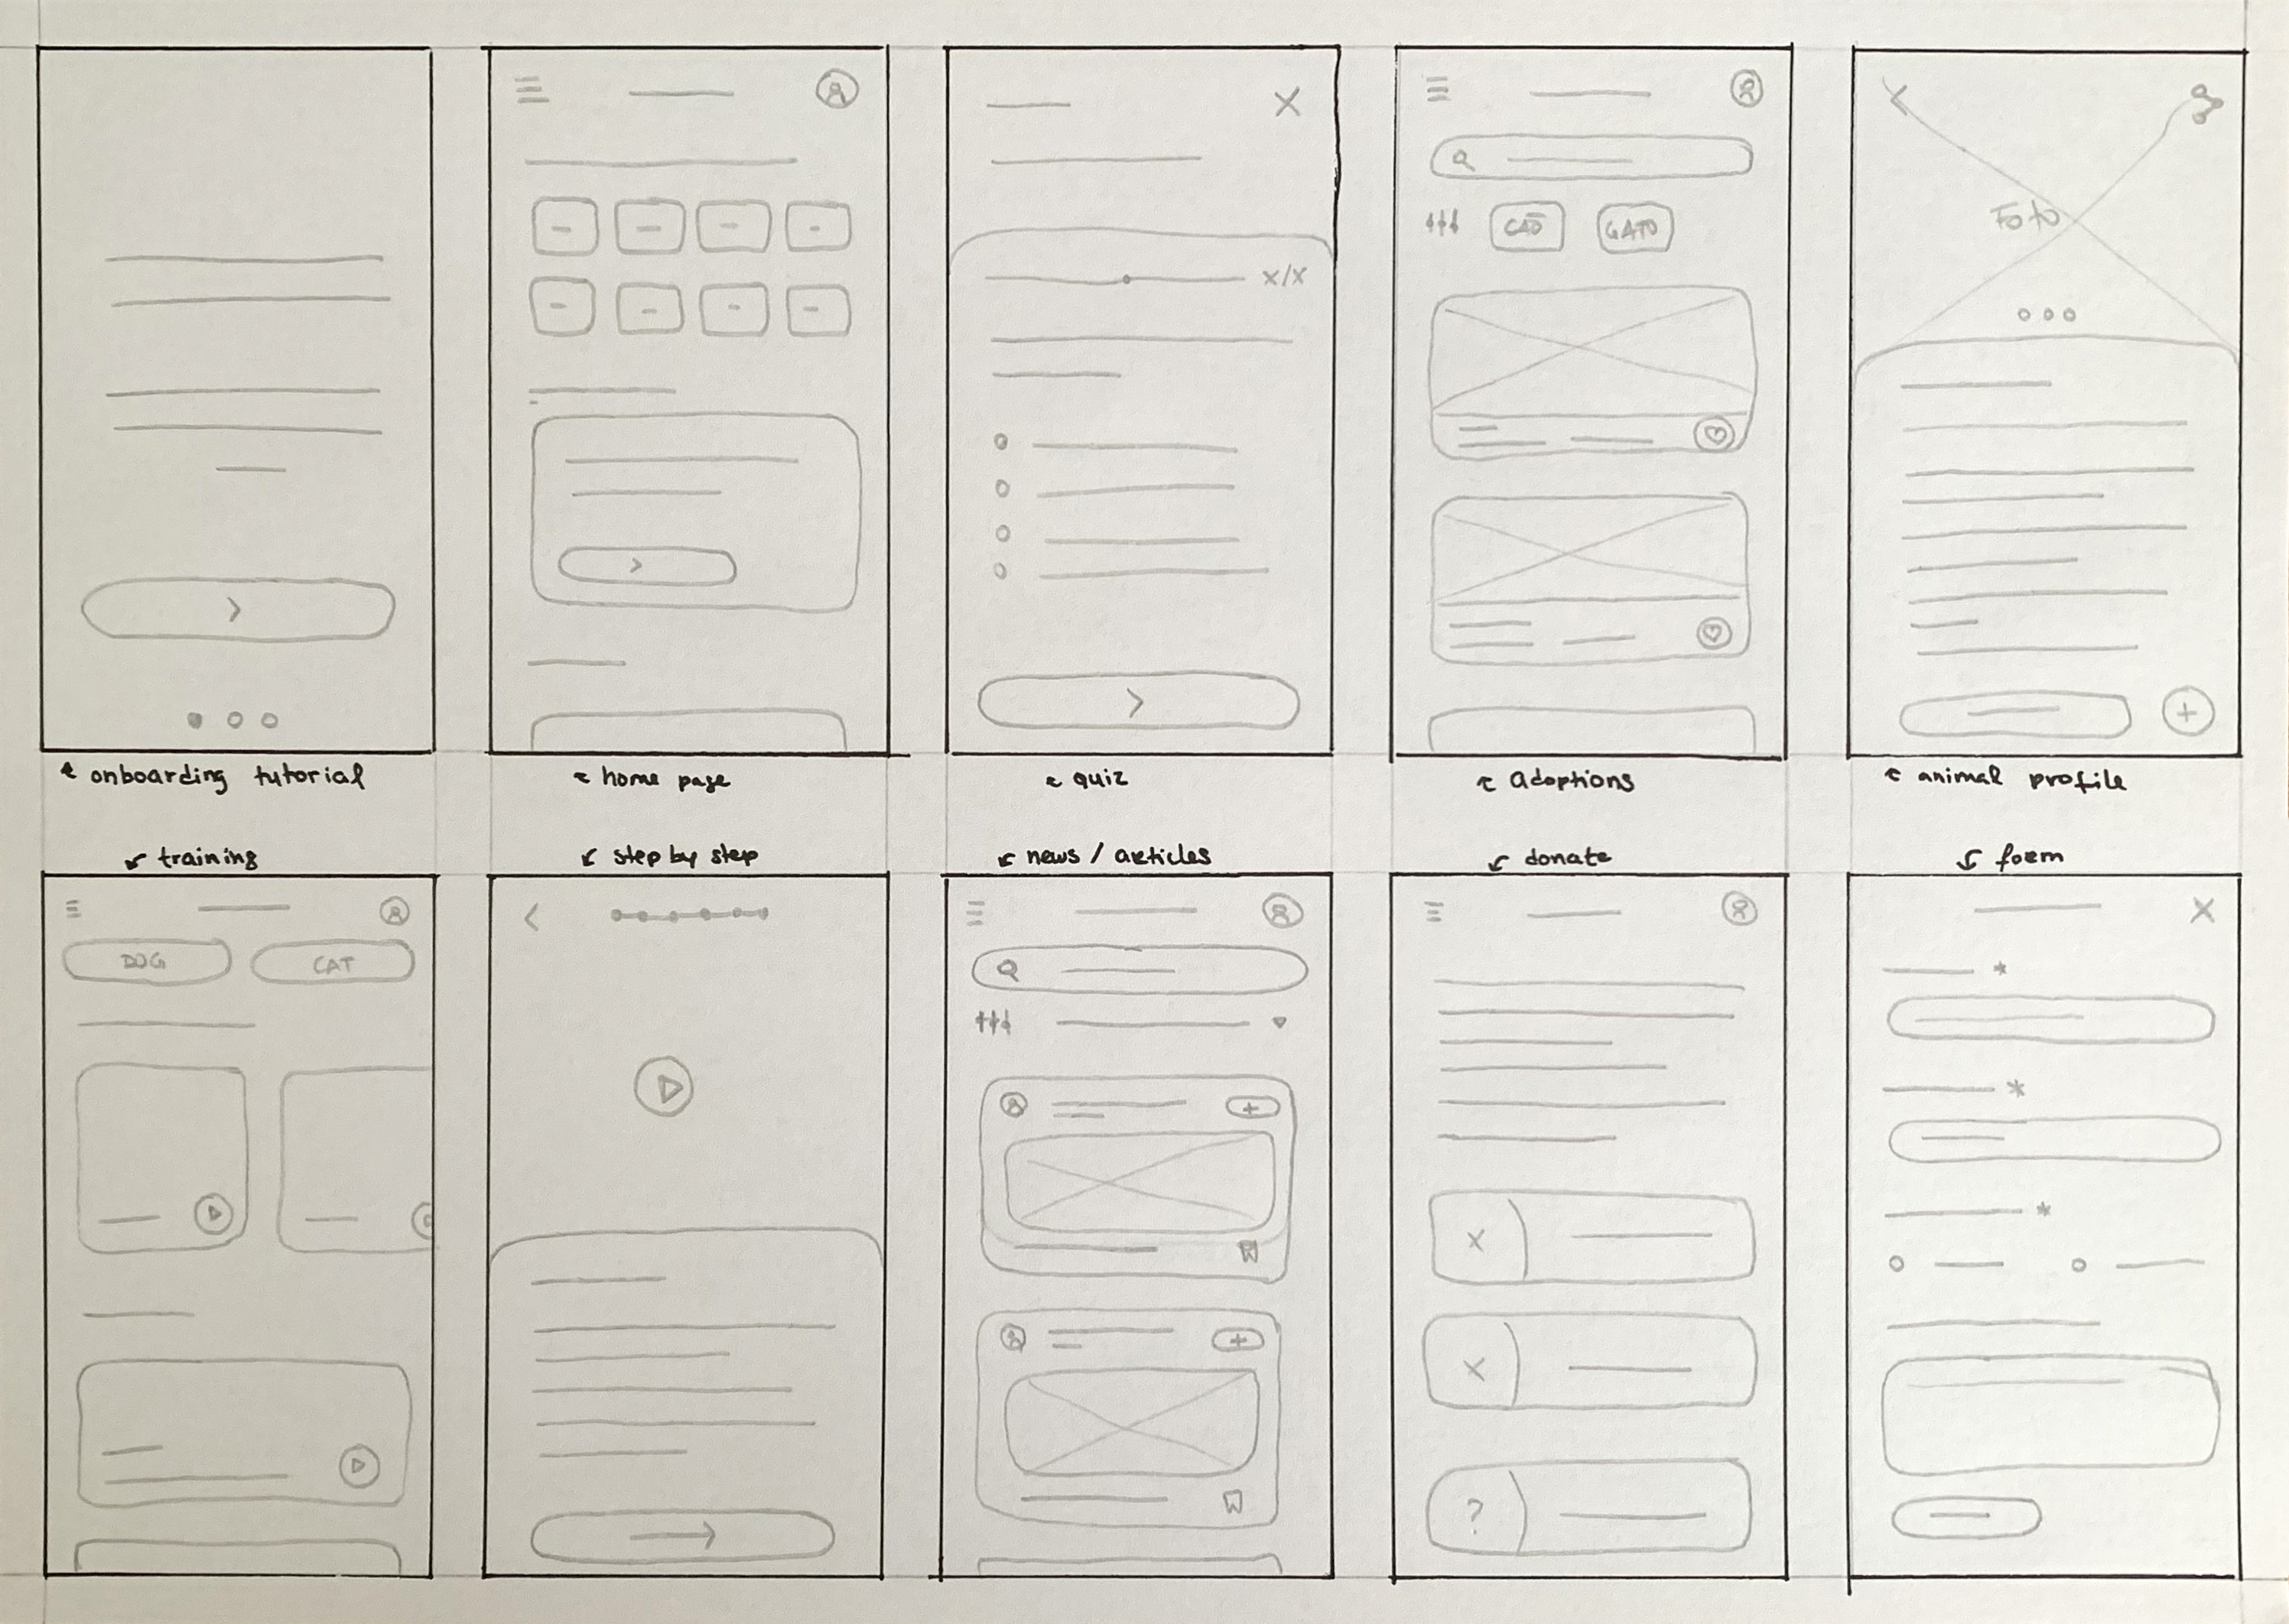 x/x
CÃO GATO
Foto
onboarding tutorial
home page
quiz
adoptions
animal profile
training
step by step
news / articles
donate
form
DOG CAT
*
*
*
x
x
?